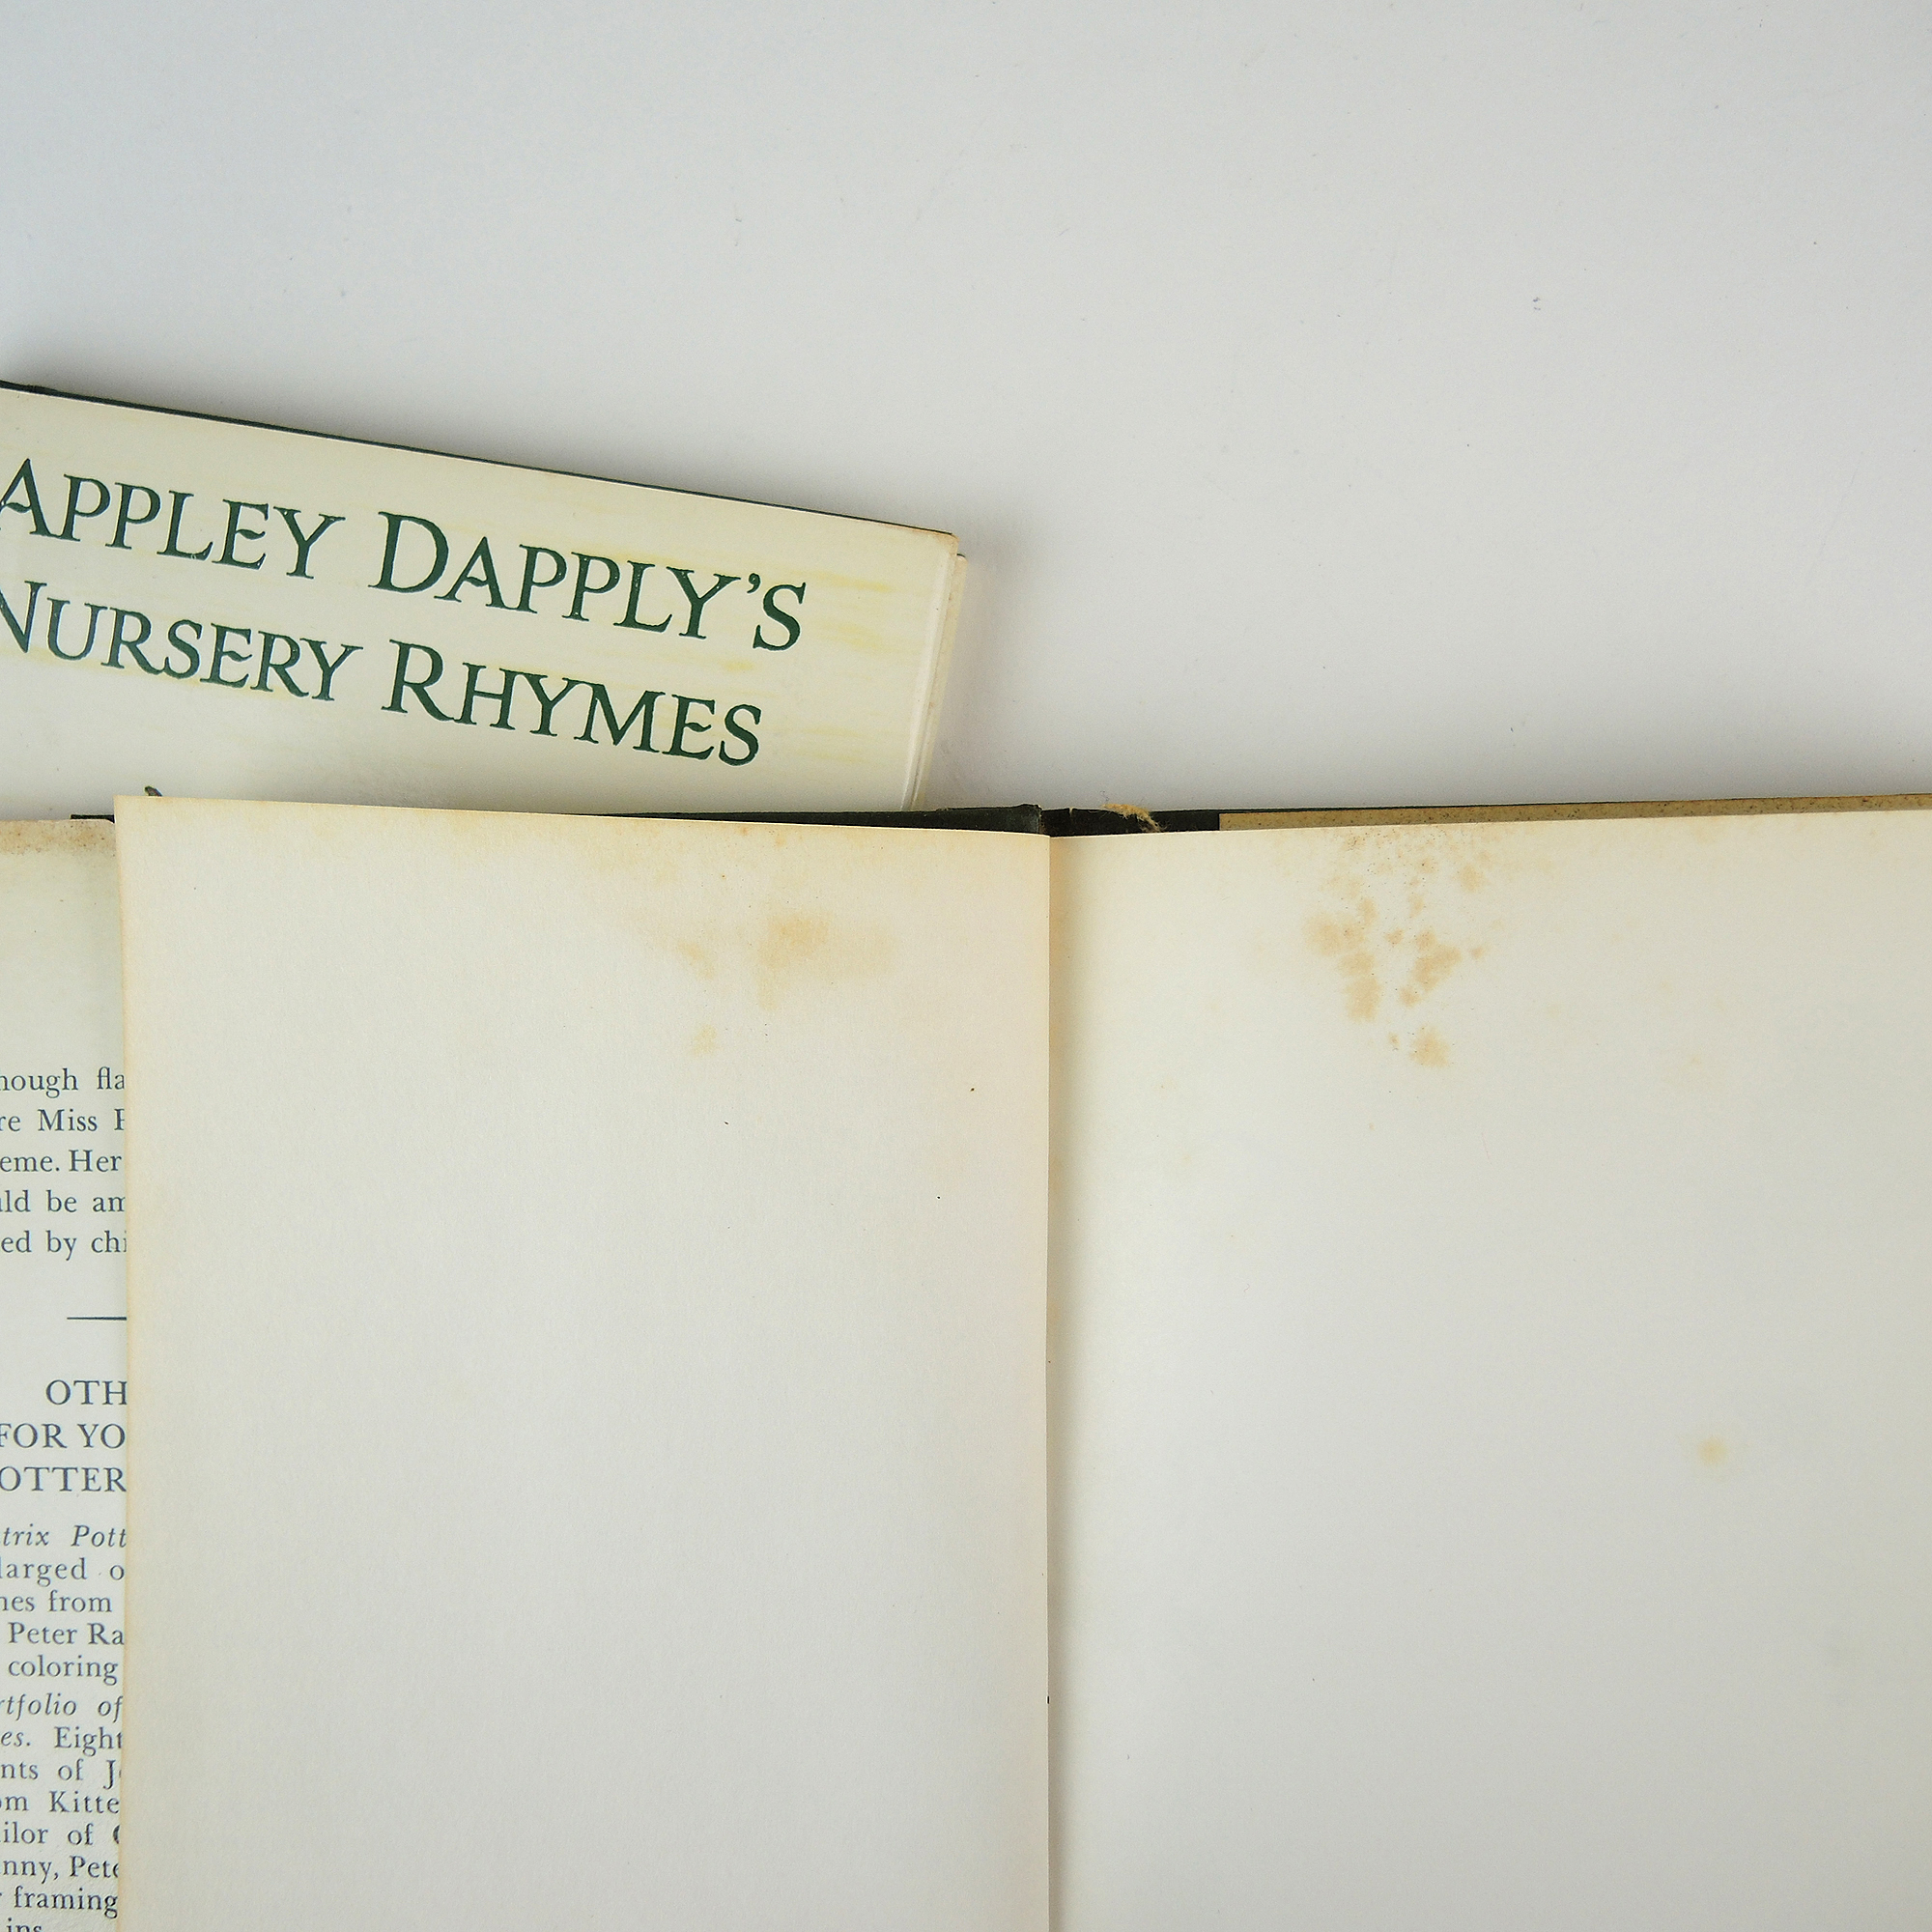 APPLEY DAPPLY'S
NURSERY RHYMES
hough fla
re Miss
eme. Her
ld be am
ed by chi
OTH
FOR YO
OTTER
trix Pott
larged o
nes from
Peter Ra
coloring
rtfolio of
es. Eight
nts of J
om Kitte
ilor of
nny, Pete
framing
ins